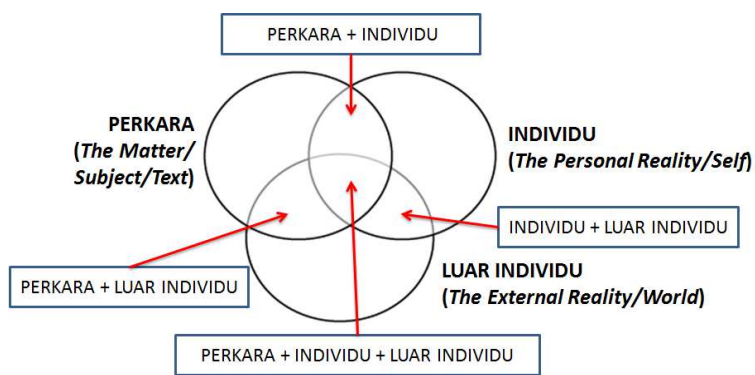 PERKARA + INDIVIDU
PERKARA
(The Matter/
Subject/Text)
INDIVIDU
(The Personal Reality/Self)
INDIVIDU + LUAR INDIVIDU
PERKARA + LUAR INDIVIDU
LUAR INDIVIDU
(The External Reality/World)
PERKARA + INDIVIDU + LUAR INDIVIDU